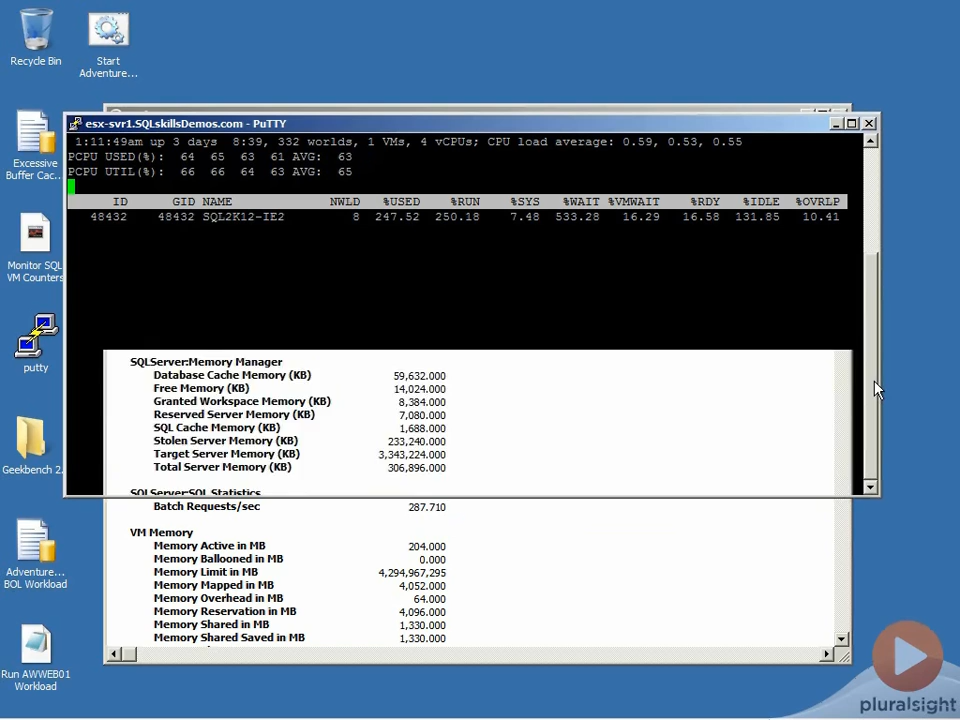 Recycle Bin
Start
Adventure...
Excessive
Buffer Cac...
Monitor SQL
VM Counters
putty
Geekbench 2.
Adventure...
BOL Workload
Run AWWEB01
Workload
esx-svr1.SQLskillsDemos.com - PuTTY
1:11:49am up 3 days 8:39, 332 worlds, 1 VMs, 4 vCPUs; CPU load average: 0.59, 0.53, 0.55
PCPU USED(%): 64 65 63 61 AVG: 63
PCPU UTIL(%): 66 66 64 63 AVG: 65
ID GID NAME NWLD %USED %RUN %SYS %WAIT %VMWAIT %RDY %IDLE %OVRLP
48432 48432 SQL2K12-IE2 8 247.52 250.18 7.48 533.28 16.29 16.58 131.85 10.41
SQLServer:Memory Manager
Database Cache Memory (KB) 59,632.000
Free Memory (KB) 14,024.000
Granted Workspace Memory (KB) 8,384.000
Reserved Server Memory (KB) 7,080.000
SQL Cache Memory (KB) 1,688.000
Stolen Server Memory (KB) 233,240.000
Target Server Memory (KB) 3,343,224.000
Total Server Memory (KB) 306,896.000
SQLServer:SQL Statistics
Batch Requests/sec 287.710
VM Memory
Memory Active in MB 204.000
Memory Ballooned in MB 0.000
Memory Limit in MB 4,294,967,295
Memory Mapped in MB 4,052.000
Memory Overhead in MB 64.000
Memory Reservation in MB 4,096.000
Memory Shared in MB 1,330.000
Memory Shared Saved in MB 1,330.000
pluralsight